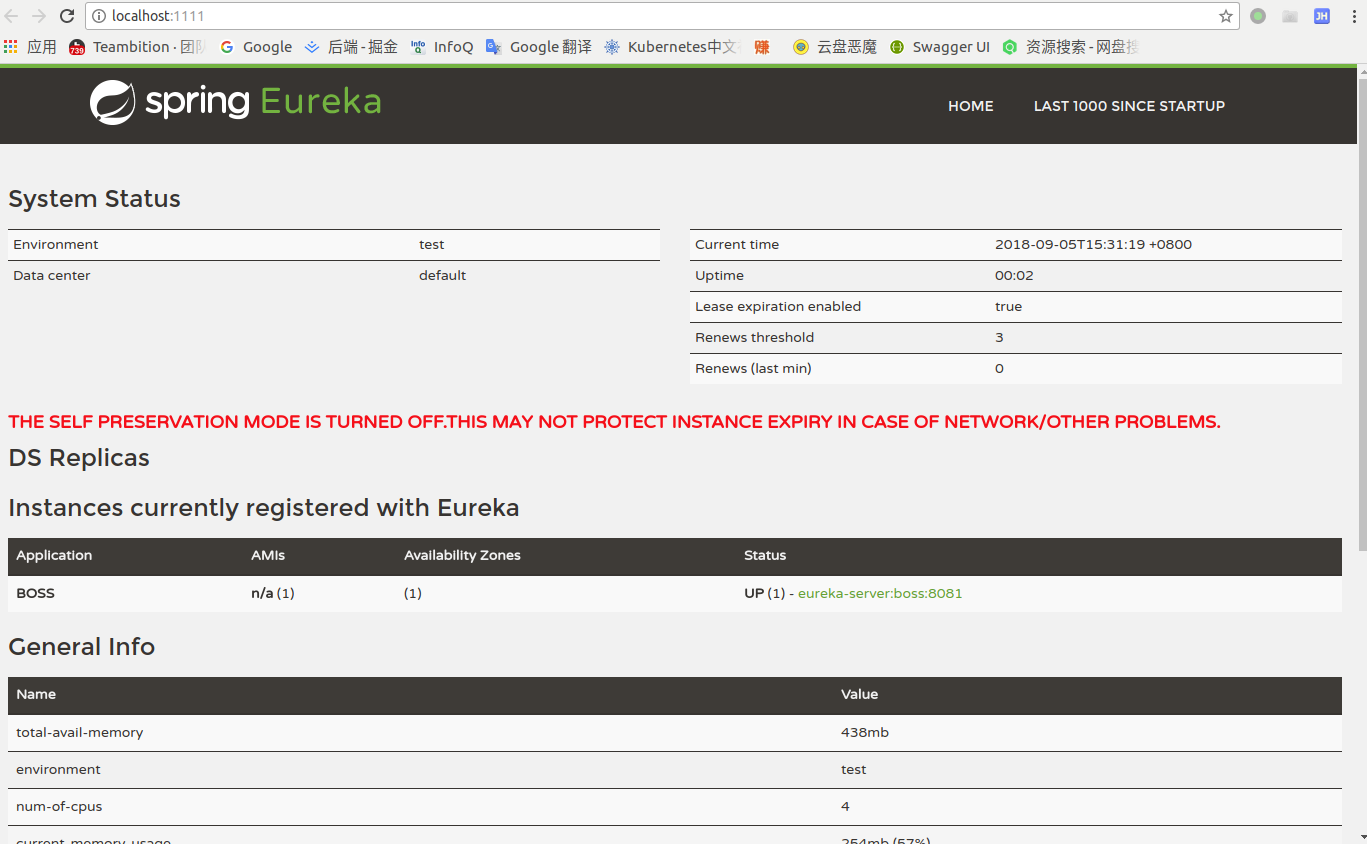 localhost:1111
应用 739 Teambition · 团队 Google 后端 - 掘金 Info Q InfoQ Google 翻译 Kubernetes中文 赚 云盘恶魔 Swagger UI 资源搜索 - 网盘搜 JH
spring Eureka HOME LAST 1000 SINCE STARTUP
System Status
Environment test Current time 2018-09-05T15:31:19 +0800
Data center default Uptime 00:02
Lease expiration enabled true
Renews threshold 3
Renews (last min) 0
THE SELF PRESERVATION MODE IS TURNED OFF.THIS MAY NOT PROTECT INSTANCE EXPIRY IN CASE OF NETWORK/OTHER PROBLEMS.
DS Replicas
Instances currently registered with Eureka
Application AMIs Availability Zones Status
BOSS n/a (1) (1) UP (1) - eureka-server:boss:8081
General Info
Name Value
total-avail-memory 438mb
environment test
num-of-cpus 4
current-memory-usage 254mb (57%)